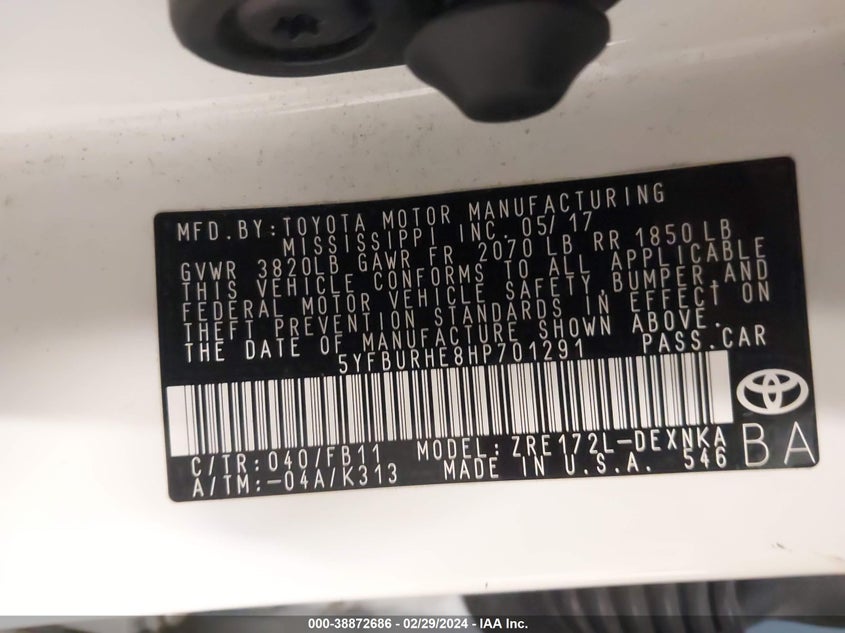 MFD.BY:TOYOTA MOTOR MANUFACTURING
MISSISSIPPI INC. 05/17
GVWR 3820LB GAWR FR 2070 LB RR 1850 LB
THIS VEHICLE CONFORMS TO ALL APPLICABLE
FEDERAL MOTOR VEHICLE SAFETY, BUMPER, AND
THEFT PREVENTION STANDARDS IN EFFECT ON
THE DATE OF MANUFACTURE SHOWN ABOVE.
5YFBURHE8HP701291 PASS.CAR
C/TR:040/FB11 MODEL:ZRE172L-DEXNKA
A/TM:-04A/K313 MADE IN U.S.A. 546
BA
000-38872686 - 02/29/2024 - IAA Inc.